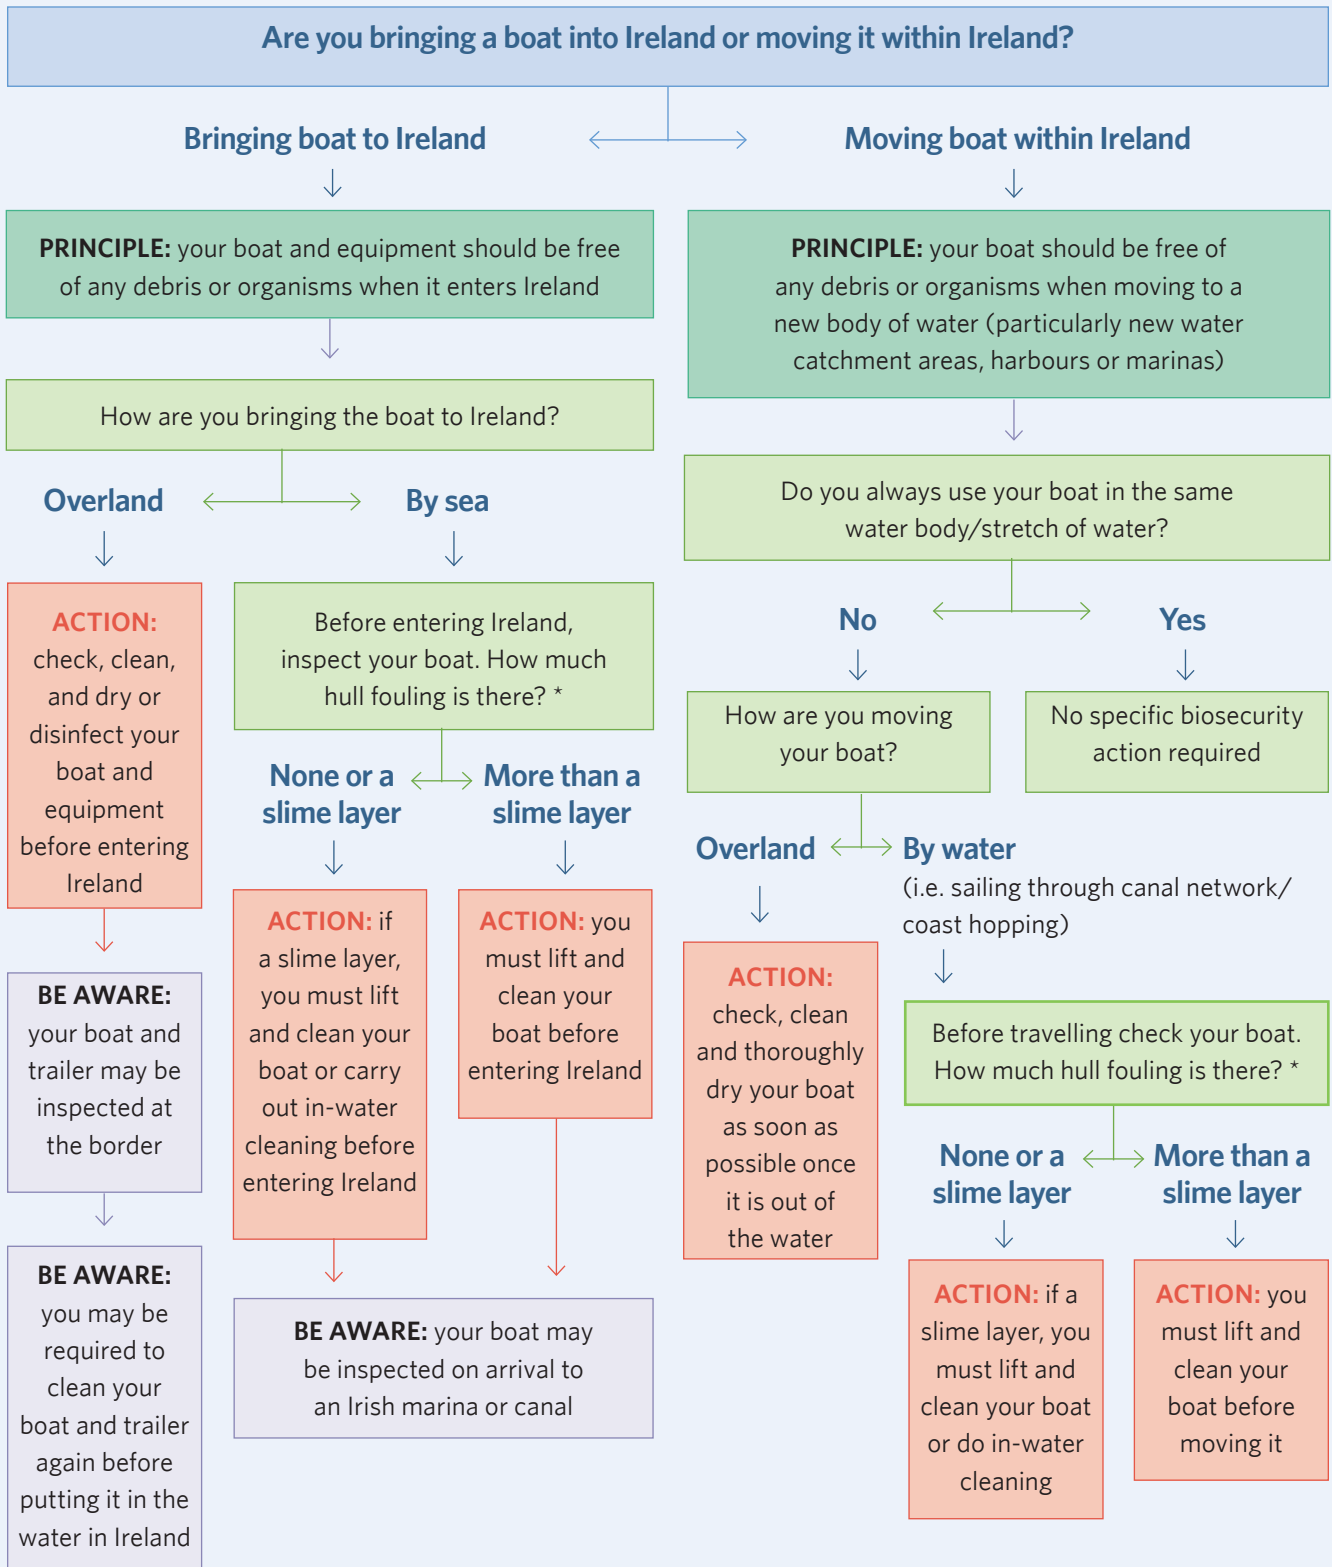 Are you bringing a boat into Ireland or moving it within Ireland?
Bringing boat to Ireland
PRINCIPLE: your boat and equipment should be free
of any debris or organisms when it enters Ireland
How are you bringing the boat to Ireland?
Overland
ACTION:
check, clean,
and dry or
disinfect your
boat and
equipment
before entering
Ireland
BE AWARE:
your boat and
trailer may be
inspected at
the border
BE AWARE:
you may be
required to
clean your
boat and trailer
again before
putting it in the
water in Ireland
By sea
Before entering Ireland,
inspect your boat. How much
hull fouling is there? *
None or a
slime layer
ACTION: if
a slime layer,
you must lift
and clean your
boat or carry
out in-water
cleaning before
entering Ireland
More than a
slime layer
ACTION: you
must lift and
clean your
boat before
entering Ireland
BE AWARE: your boat may
be inspected on arrival to
an Irish marina or canal
Moving boat within Ireland
PRINCIPLE: your boat should be free of
any debris or organisms when moving to a
new body of water (particularly new water
catchment areas, harbours or marinas)
Do you always use your boat in the same
water body/stretch of water?
No
How are you moving
your boat?
Yes
No specific biosecurity
action required
Overland
ACTION:
check, clean
and thoroughly
dry your boat
as soon as
possible once
it is out of
the water
By water
(i.e. sailing through canal network/
coast hopping)
Before travelling check your boat.
How much hull fouling is there? *
None or a
slime layer
ACTION: if a
slime layer, you
must lift and
clean your boat
or do in-water
cleaning
More than a
slime layer
ACTION: you
must lift and
clean your
boat before
moving it